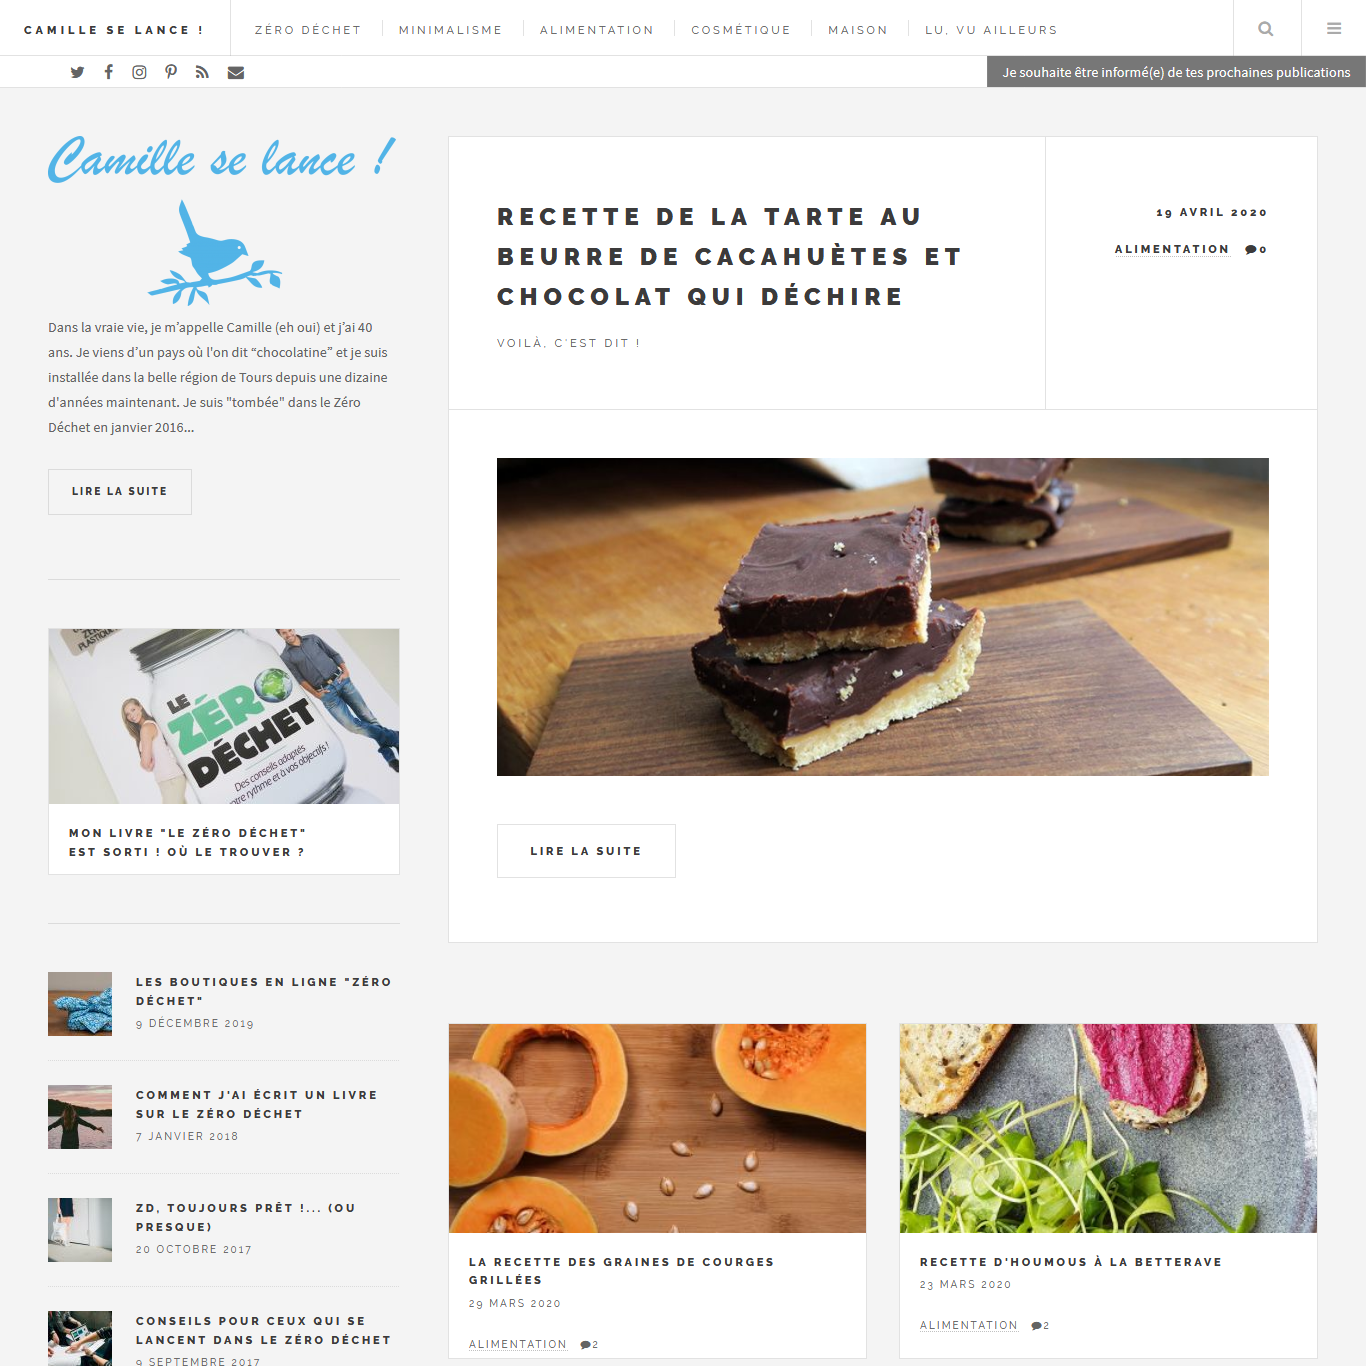 CAMILLE SE LANCE !
ZÉRO DÉCHET
MINIMALISME
ALIMENTATION
COSMÉTIQUE
MAISON
LU, VU AILLEURS
Je souhaite être informé(e) de tes prochaines publications
Camille se lance !
Dans la vraie vie, je m’appelle Camille (eh oui) et j’ai 40
ans. Je viens d’un pays où l'on dit “chocolatine” et je suis
installée dans la belle région de Tours depuis une dizaine
d'années maintenant. Je suis "tombée" dans le Zéro
Déchet en janvier 2016...
LIRE LA SUITE
LE
ZÉRO
DÉCHET
Des conseils adaptés
votre rythme et à vos objectifs !
MON LIVRE "LE ZÉRO DÉCHET"
EST SORTI ! OÙ LE TROUVER ?
LES BOUTIQUES EN LIGNE "ZÉRO
DÉCHET"
9 DÉCEMBRE 2019
COMMENT J'AI ÉCRIT UN LIVRE
SUR LE ZÉRO DÉCHET
7 JANVIER 2018
ZD, TOUJOURS PRÊT !... (OU
PRESQUE)
20 OCTOBRE 2017
CONSEILS POUR CEUX QUI SE
LANCENT DANS LE ZÉRO DÉCHET
9 SEPTEMBRE 2017
RECETTE DE LA TARTE AU
BEURRE DE CACAHUÈTES ET
CHOCOLAT QUI DÉCHIRE
VOILÀ, C'EST DIT !
19 AVRIL 2020
ALIMENTATION 0
LIRE LA SUITE
LA RECETTE DES GRAINES DE COURGES
GRILLÉES
29 MARS 2020
ALIMENTATION 2
RECETTE D'HOUMOUS À LA BETTERAVE
23 MARS 2020
ALIMENTATION 2